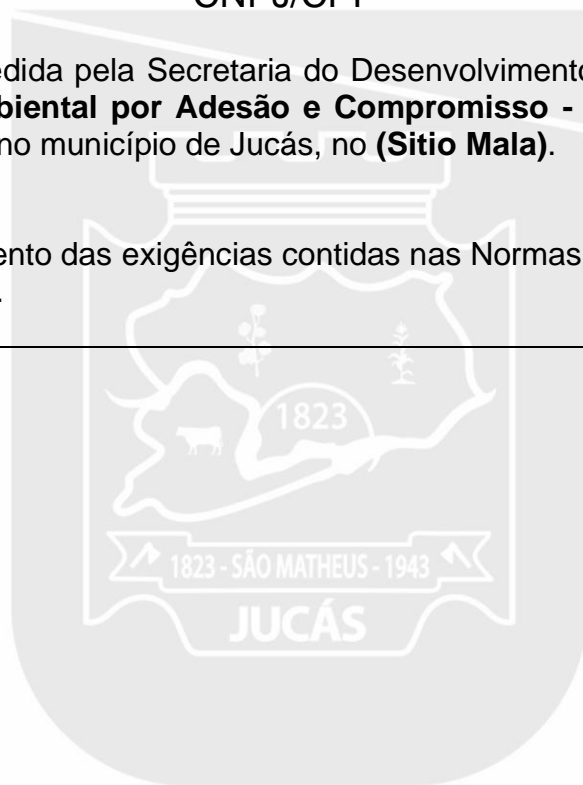 edida pela Secretaria do Desenvolvimento
biental por Adesão e Compromisso -
no município de Jucás, no (Sitio Mala).
ento das exigências contidas nas Normas
.
1823
1823 - SÃO MATHEUS - 1943
JUCÁS